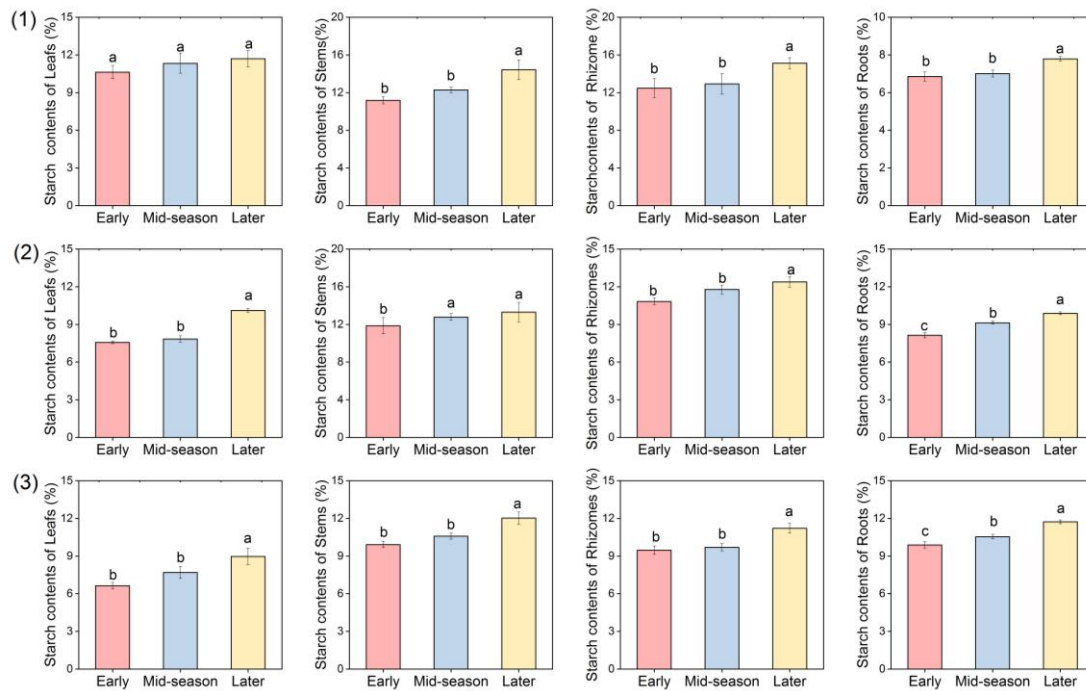 (1)
Starch contents of Leafs (%)
15
12
9
6
3
0
a a a
Early Mid-season Later
Starch contents of Stems(%)
20
16
12
8
4
0
b b a
Early Mid-season Later
Starchcontents of Rhizome (%)
20
16
12
8
4
0
b b a
Early Mid-season Later
Starch contents of Roots (%)
10
8
6
4
2
0
b b a
Early Mid-season Later
(2)
Starch contents of Leafs (%)
15
12
9
6
3
0
b b a
Early Mid-season Later
Starch contents of Stems (%)
20
16
12
8
4
0
b a a
Early Mid-season Later
Starch contents of Rhizomes (%)
15
12
9
6
3
0
b b a
Early Mid-season Later
Starch contents of Roots (%)
15
12
9
6
3
0
c b a
Early Mid-season Later
(3)
Starch contents of Leafs (%)
15
12
9
6
3
0
b b a
Early Mid-season Later
Starch contents of Stems (%)
15
12
9
6
3
0
b b a
Early Mid-season Later
Starch contents of Rhizomes (%)
15
12
9
6
3
0
b b a
Early Mid-season Later
Starch contents of Roots (%)
15
12
9
6
3
0
c b a
Early Mid-season Later